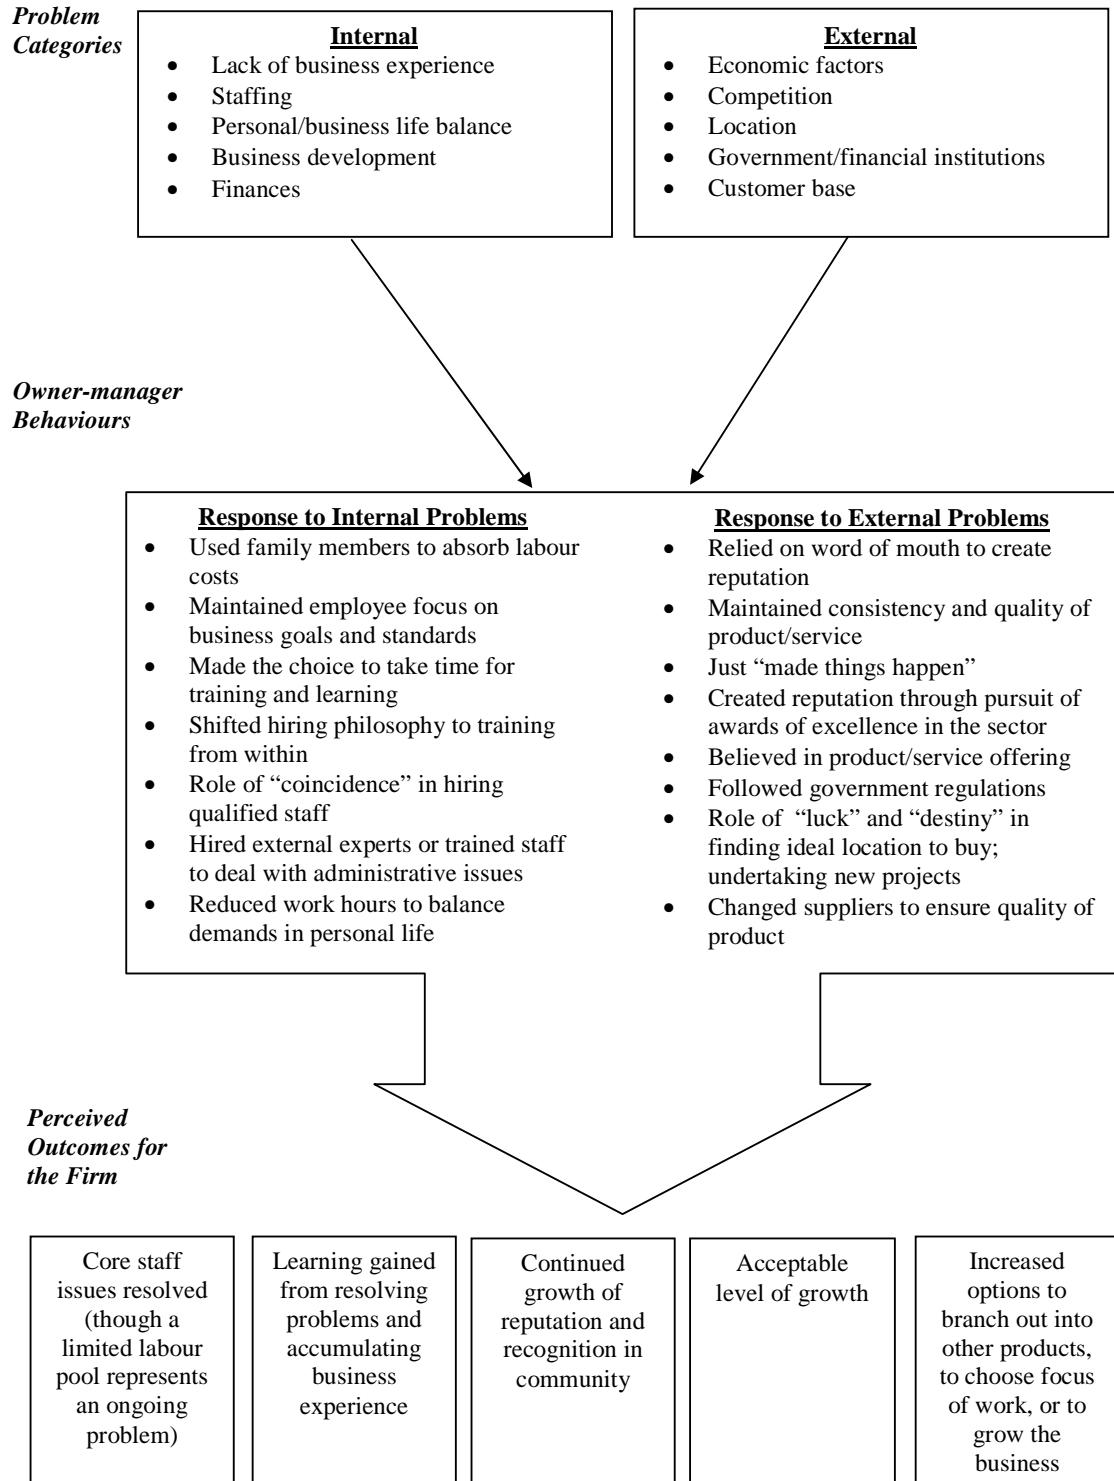 Problem
Categories
Internal
• Lack of business experience
• Staffing
• Personal/business life balance
• Business development
• Finances
External
• Economic factors
• Competition
• Location
• Government/financial institutions
• Customer base
Owner-manager
Behaviours
Response to Internal Problems
• Used family members to absorb labour
costs
• Maintained employee focus on
business goals and standards
• Made the choice to take time for
training and learning
• Shifted hiring philosophy to training
from within
• Role of “coincidence” in hiring
qualified staff
• Hired external experts or trained staff
to deal with administrative issues
• Reduced work hours to balance
demands in personal life
Response to External Problems
• Relied on word of mouth to create
reputation
• Maintained consistency and quality of
product/service
• Just “made things happen”
• Created reputation through pursuit of
awards of excellence in the sector
• Believed in product/service offering
• Followed government regulations
• Role of “luck” and “destiny” in
finding ideal location to buy;
undertaking new projects
• Changed suppliers to ensure quality of
product
Perceived
Outcomes for
the Firm
Core staff
issues resolved
(though a
limited labour
pool represents
an ongoing
problem)
Learning gained
from resolving
problems and
accumulating
business
experience
Continued
growth of
reputation and
recognition in
community
Acceptable
level of growth
Increased
options to
branch out into
other products,
to choose focus
of work, or to
grow the
business